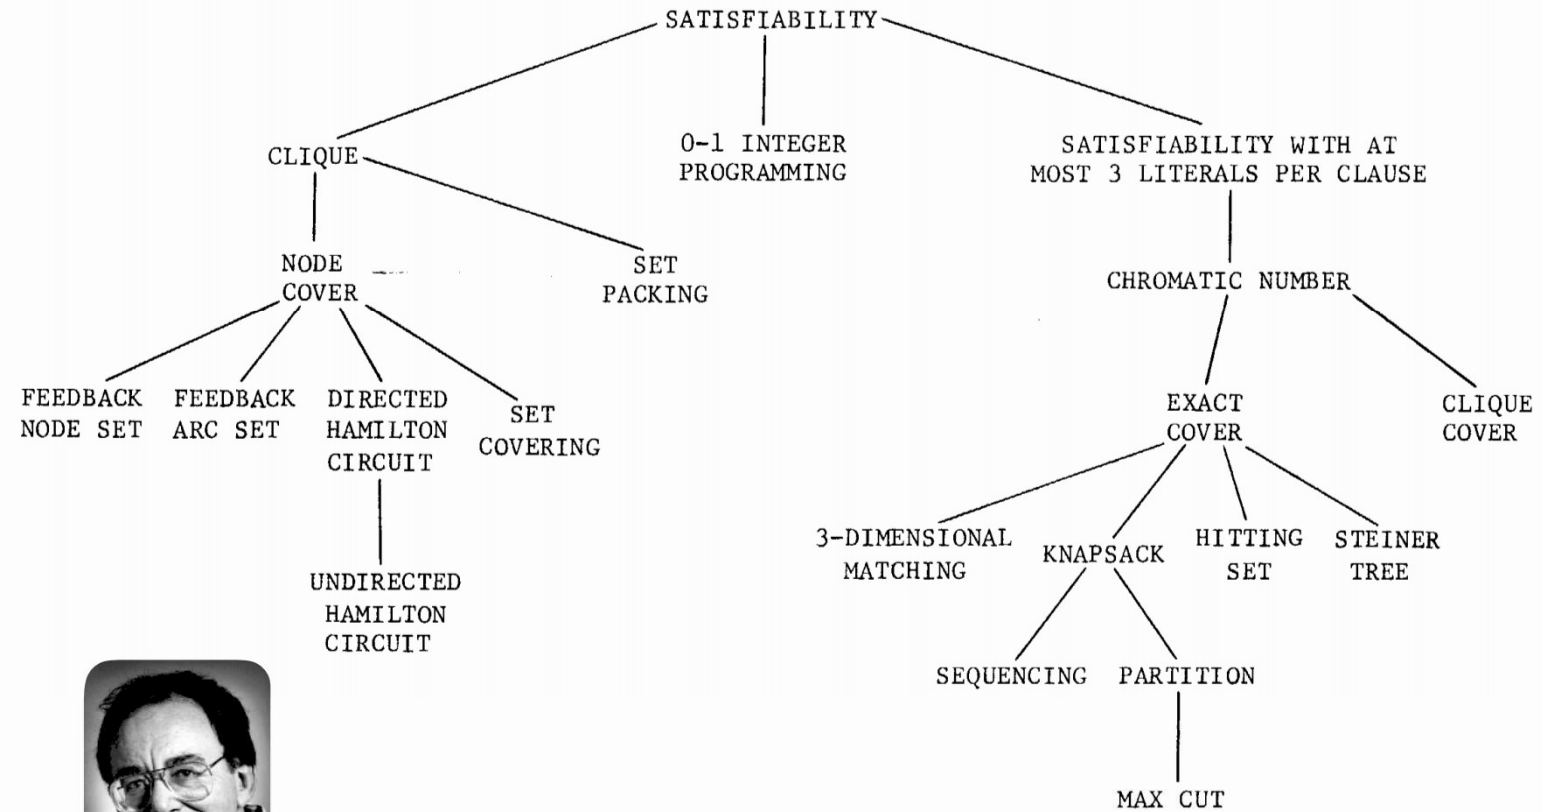 SATISFIABILITY
CLIQUE
0-1 INTEGER
PROGRAMMING
SATISFIABILITY WITH AT
MOST 3 LITERALS PER CLAUSE
NODE
COVER
SET
PACKING
CHROMATIC NUMBER
FEEDBACK
NODE SET
FEEDBACK
ARC SET
DIRECTED
HAMILTON
CIRCUIT
SET
COVERING
EXACT
COVER
CLIQUE
COVER
3-DIMENSIONAL
MATCHING
KNAPSACK
HITTING
SET
STEINER
TREE
UNDIRECTED
HAMILTON
CIRCUIT
SEQUENCING
PARTITION
MAX CUT